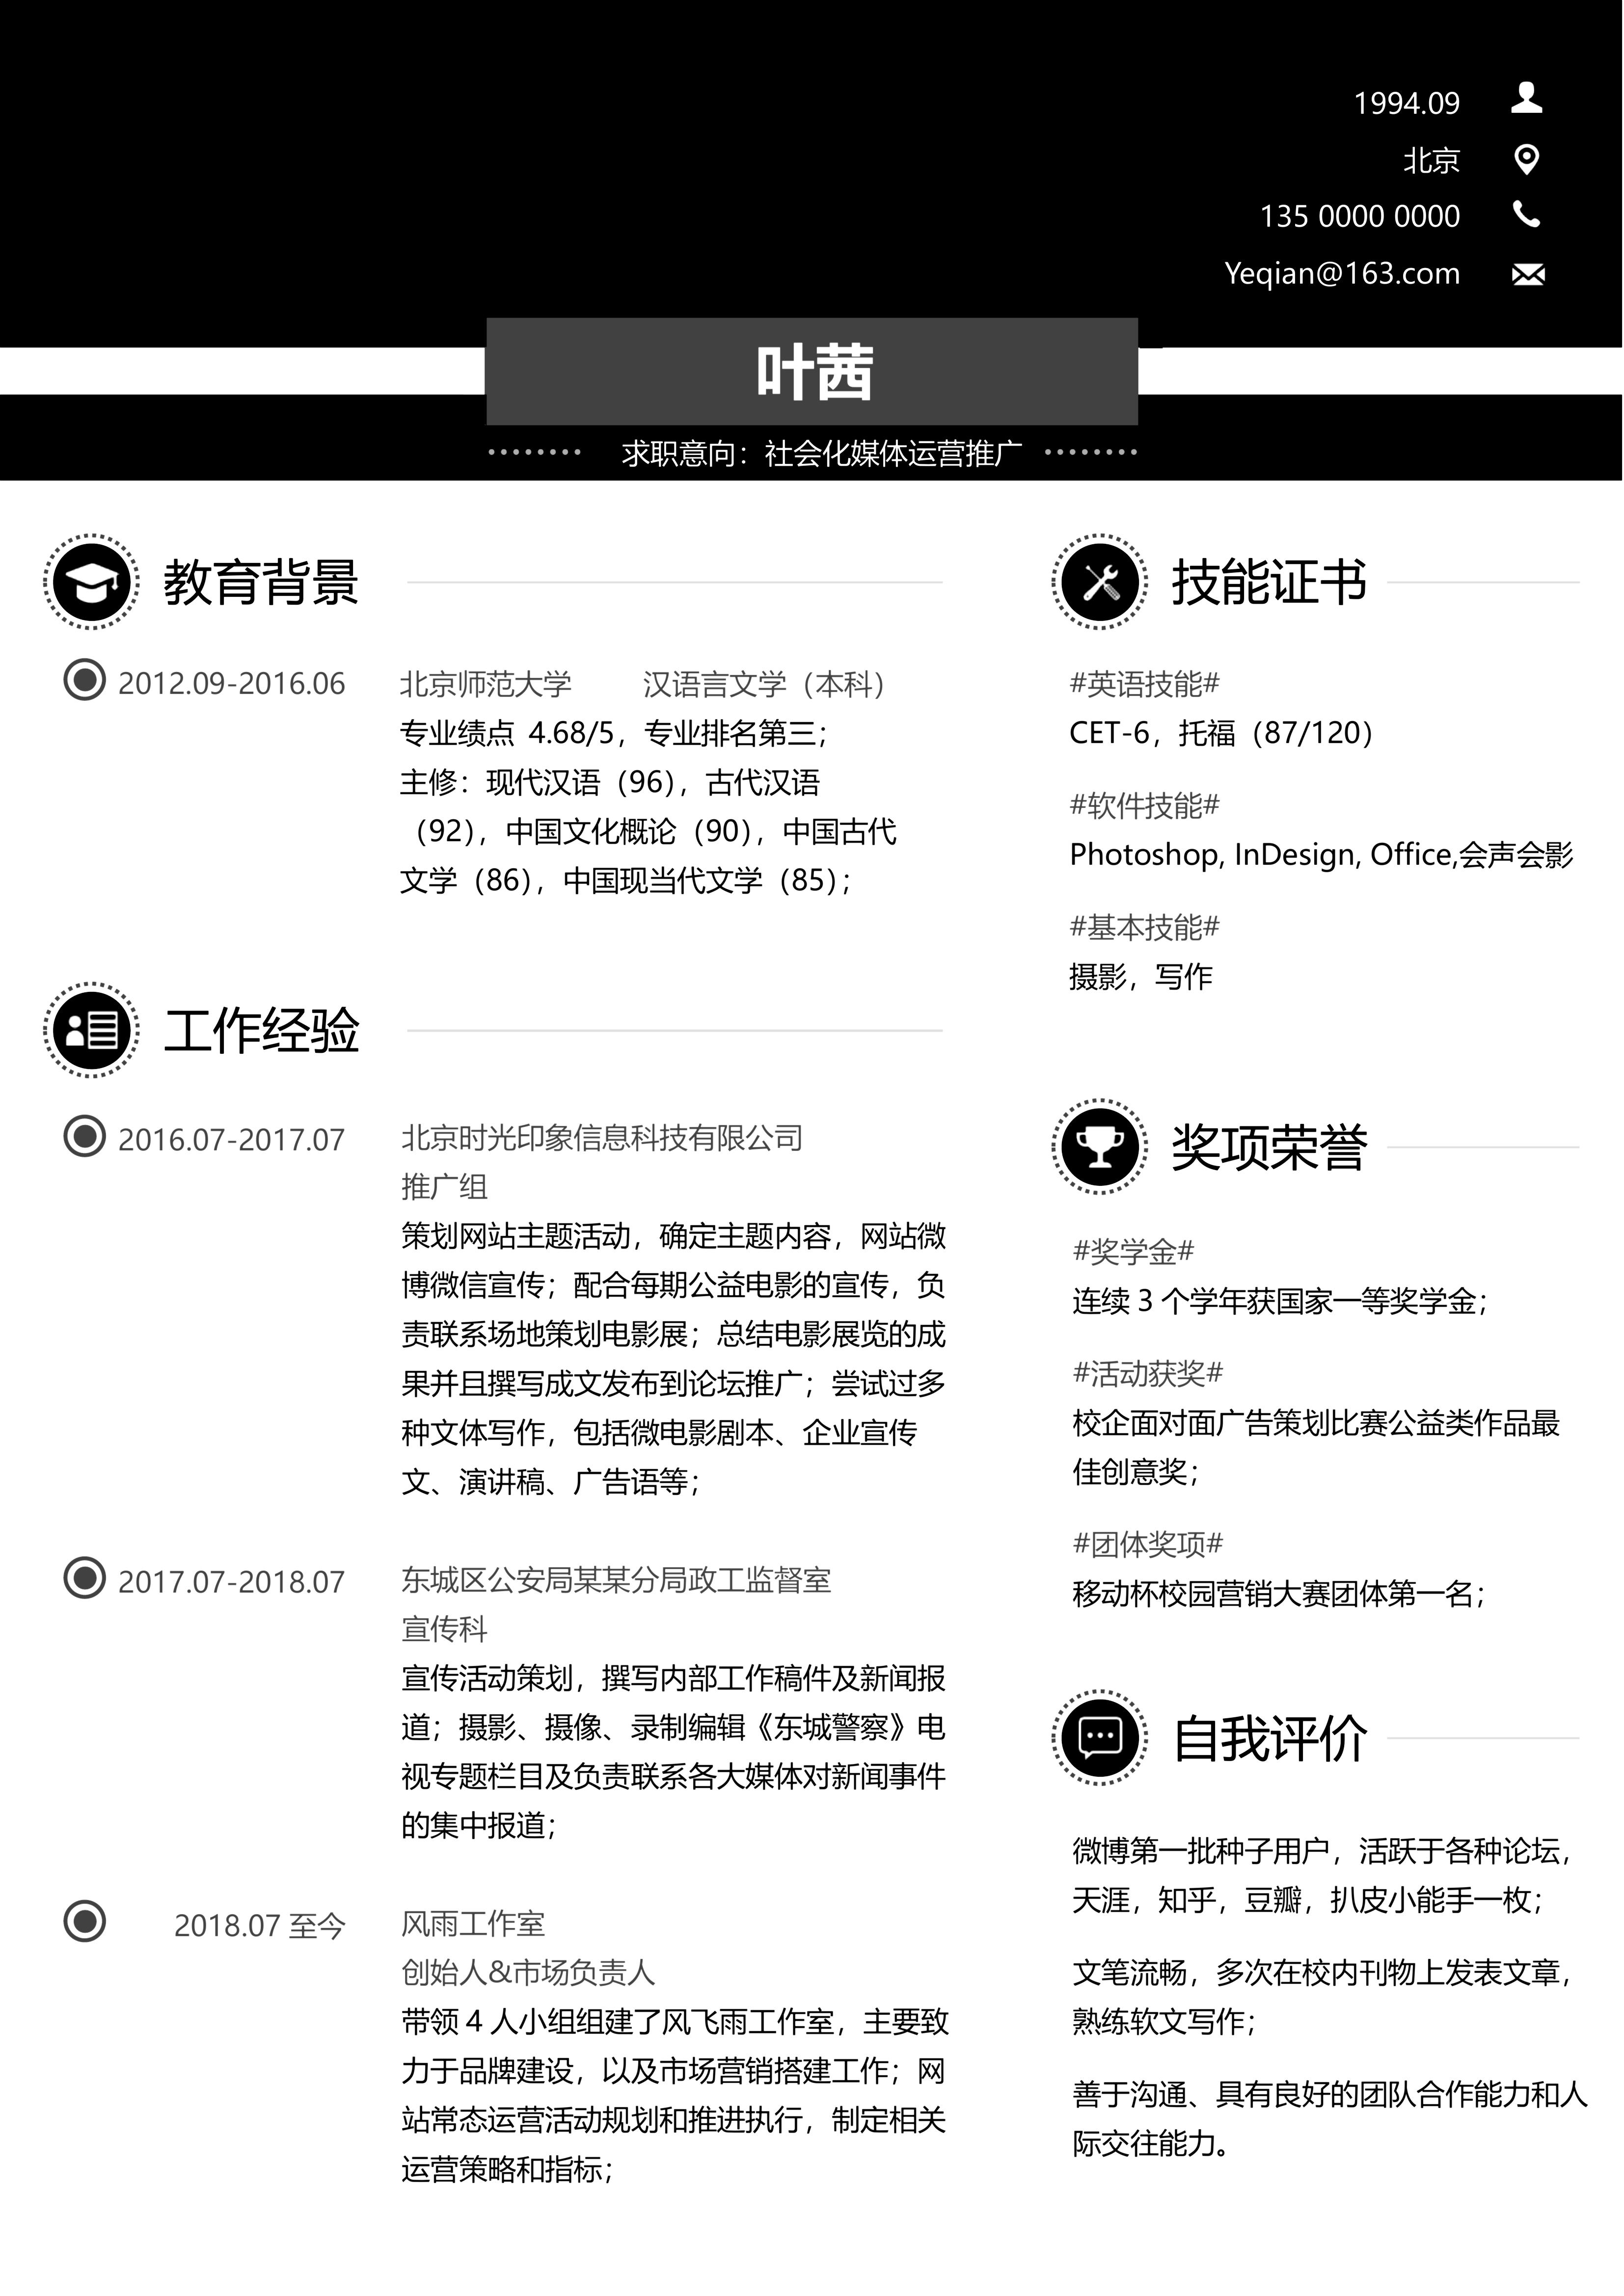 1994.09
北京
135 0000 0000
Yeqian@163.com
叶茜
求职意向：社会化媒体运营推广
教育背景
2012.09-2016.06 北京师范大学 汉语言文学（本科）
专业绩点 4.68/5，专业排名第三；
主修：现代汉语（96），古代汉语
（92），中国文化概论（90），中国古代
文学（86），中国现当代文学（85）；
工作经验
2016.07-2017.07 北京时光印象信息科技有限公司
推广组
策划网站主题活动，确定主题内容，网站微
博微信宣传；配合每期公益电影的宣传，负
责联系场地策划电影展；总结电影展览的成
果并且撰写成文发布到论坛推广；尝试过多
种文体写作，包括微电影剧本、企业宣传
文、演讲稿、广告语等；
2017.07-2018.07 东城区公安局某某分局政工监督室
宣传科
宣传活动策划，撰写内部工作稿件及新闻报
道；摄影、摄像、录制编辑《东城警察》电
视专题栏目及负责联系各大媒体对新闻事件
的集中报道；
2018.07 至今 风雨工作室
创始人&市场负责人
带领 4 人小组组建了风飞雨工作室，主要致
力于品牌建设，以及市场营销搭建工作；网
站常态运营活动规划和推进执行，制定相关
运营策略和指标；
技能证书
#英语技能#
CET-6，托福（87/120）
#软件技能#
Photoshop, InDesign, Office,会声会影
#基本技能#
摄影，写作
奖项荣誉
#奖学金#
连续 3 个学年获国家一等奖学金；
#活动获奖#
校企面对面广告策划比赛公益类作品最
佳创意奖；
#团体奖项#
移动杯校园营销大赛团体第一名；
自我评价
微博第一批种子用户，活跃于各种论坛，
天涯，知乎，豆瓣，扒皮小能手一枚；
文笔流畅，多次在校内刊物上发表文章，
熟练软文写作；
善于沟通、具有良好的团队合作能力和人
际交往能力。